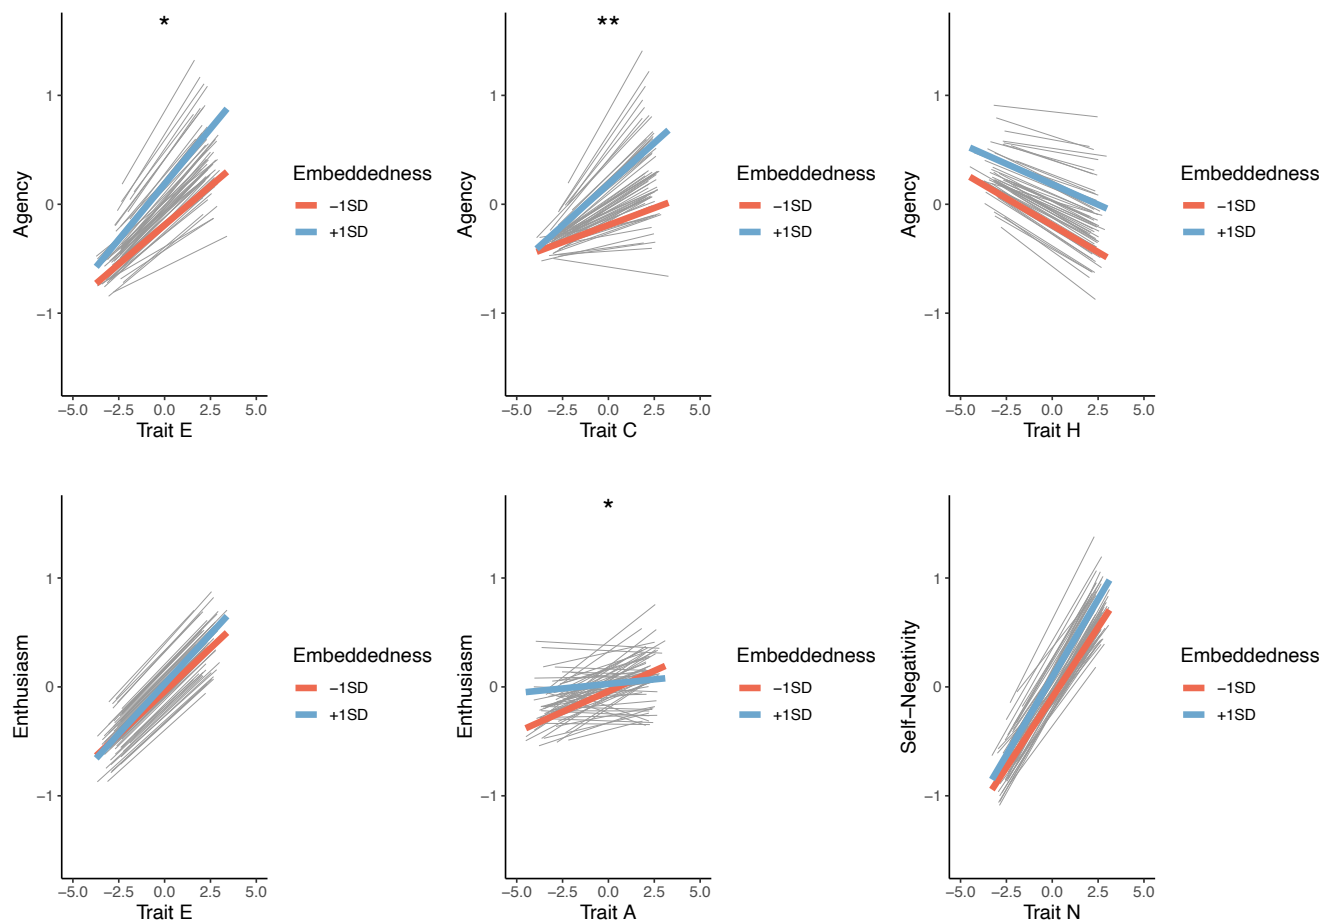 *
Agency
1
0
−1
−5.0 −2.5 0.0 2.5 5.0
Trait E
Embeddedness
−1SD
+1SD
**
Agency
1
0
−1
−5.0 −2.5 0.0 2.5 5.0
Trait C
Embeddedness
−1SD
+1SD
Agency
1
0
−1
−5.0 −2.5 0.0 2.5 5.0
Trait H
Embeddedness
−1SD
+1SD
Enthusiasm
1
0
−1
−5.0 −2.5 0.0 2.5 5.0
Trait E
Embeddedness
−1SD
+1SD
*
Enthusiasm
1
0
−1
−5.0 −2.5 0.0 2.5 5.0
Trait A
Embeddedness
−1SD
+1SD
Self−Negativity
1
0
−1
−5.0 −2.5 0.0 2.5 5.0
Trait N
Embeddedness
−1SD
+1SD